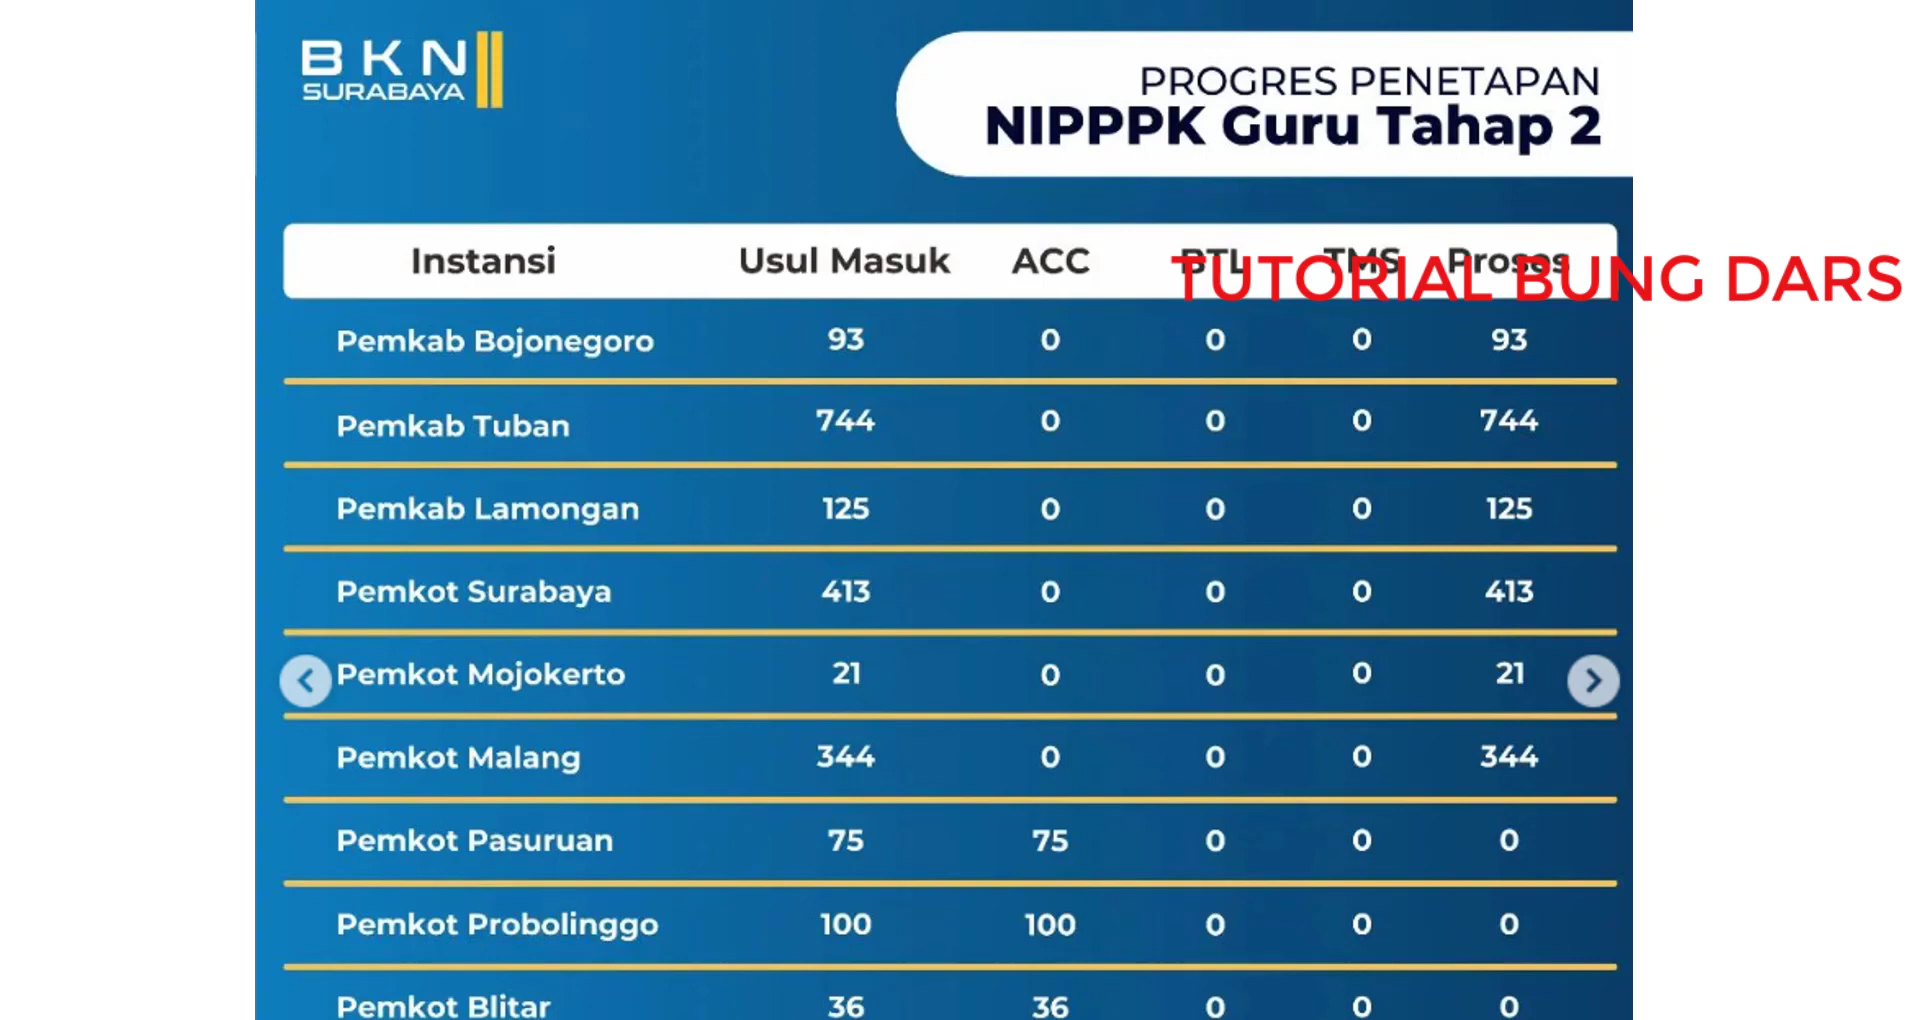 BKN
SURABAYA
PROGRES PENETAPAN
NIPPPK Guru Tahap 2
Instansi Usul Masuk ACC BTL TMS Proses
TUTORIAL BUNG DARS
Pemkab Bojonegoro 93 0 0 0 93
Pemkab Tuban 744 0 0 0 744
Pemkab Lamongan 125 0 0 0 125
Pemkot Surabaya 413 0 0 0 413
Pemkot Mojokerto 21 0 0 0 21
Pemkot Malang 344 0 0 0 344
Pemkot Pasuruan 75 75 0 0 0
Pemkot Probolinggo 100 100 0 0 0
Pemkot Blitar 36 36 0 0 0